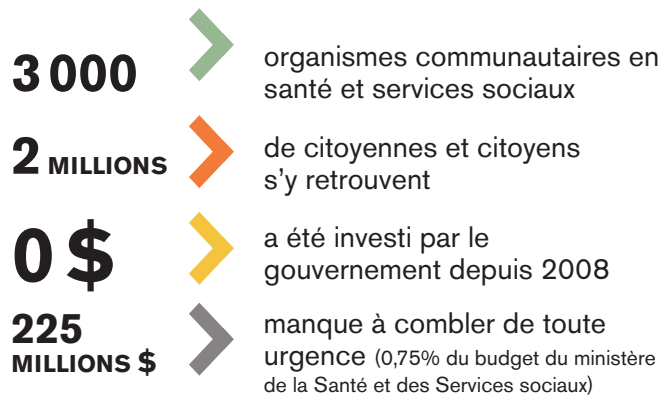 3 000
organismes communautaires en
santé et services sociaux
2 MILLIONS
de citoyennes et citoyens
s'y retrouvent
0 $
a été investi par le
gouvernement depuis 2008
225
MILLIONS $
manque à combler de toute
urgence (0,75% du budget du ministère
de la Santé et des Services sociaux)